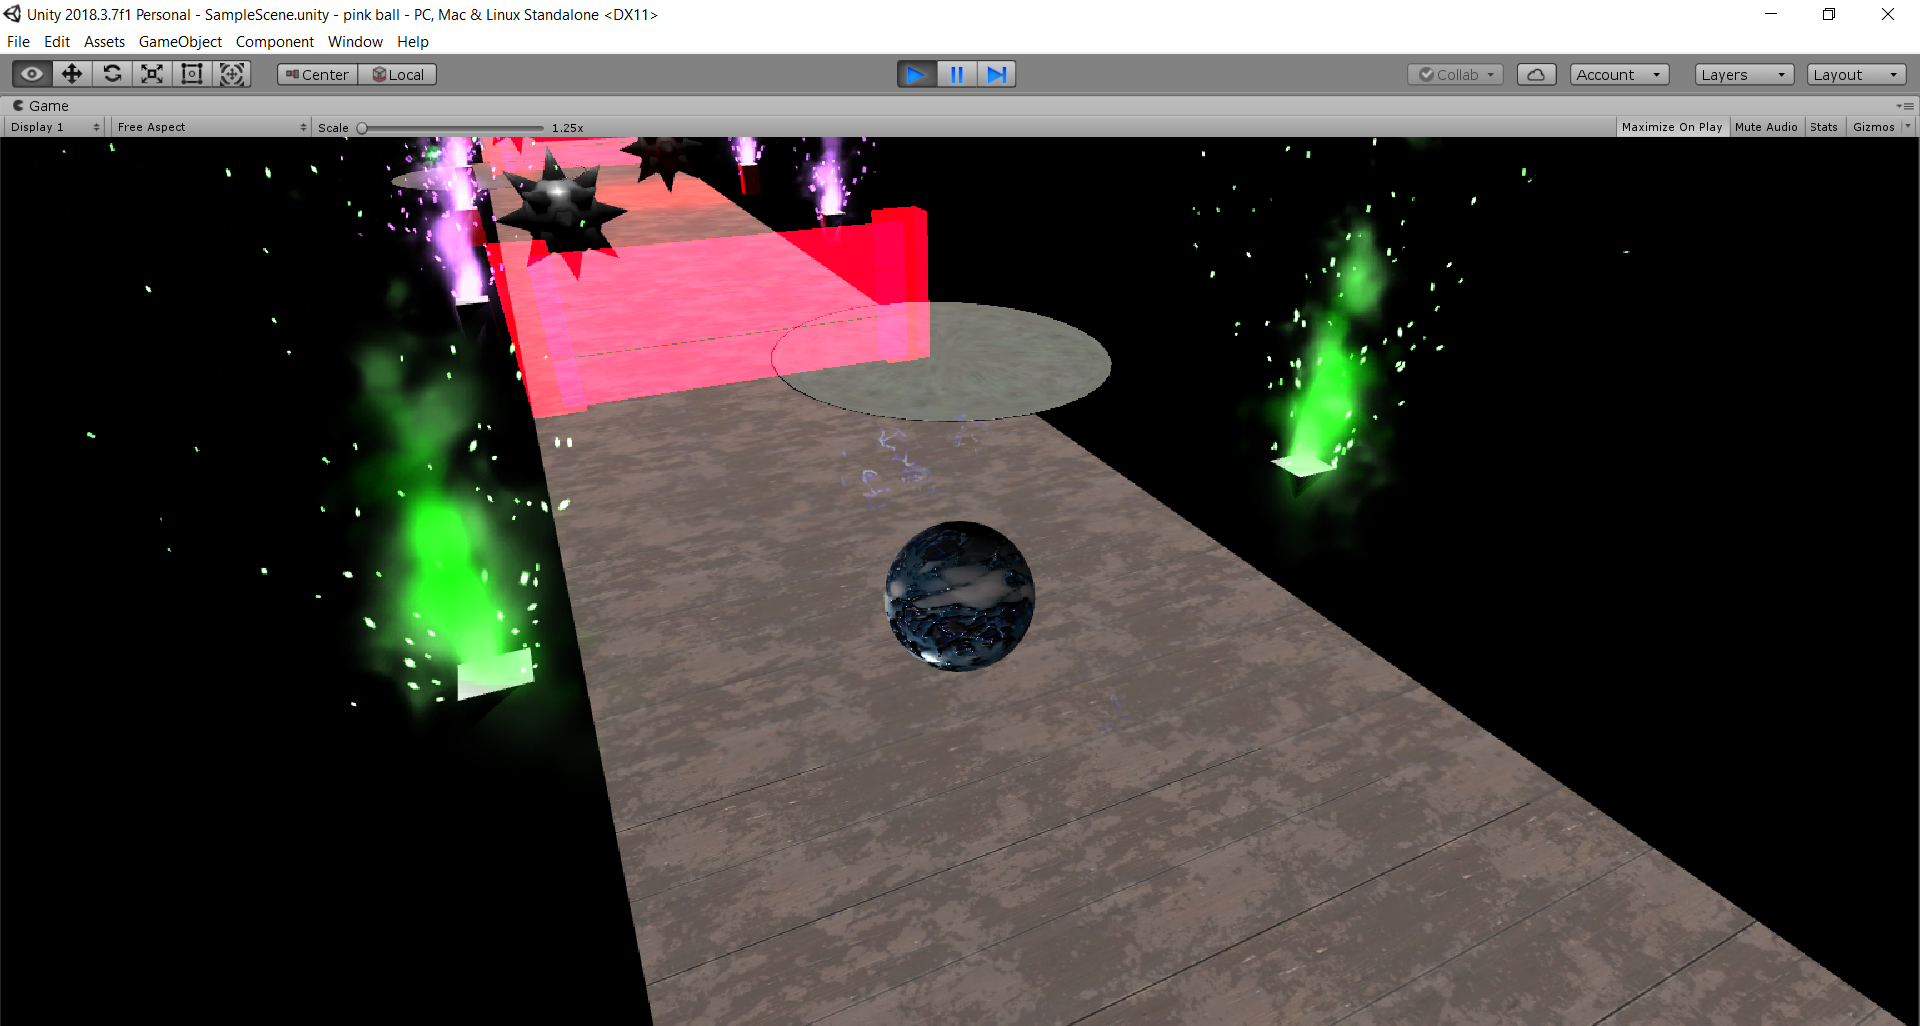 Unity 2018.3.7f1 Personal - SampleScene.unity - pink ball - PC, Mac & Linux Standalone <DX11>
File Edit Assets GameObject Component Window Help
Center Local Collab Account Layers Layout
Game
Display 1 Free Aspect Scale 1.25x Maximize On Play Mute Audio Stats Gizmos